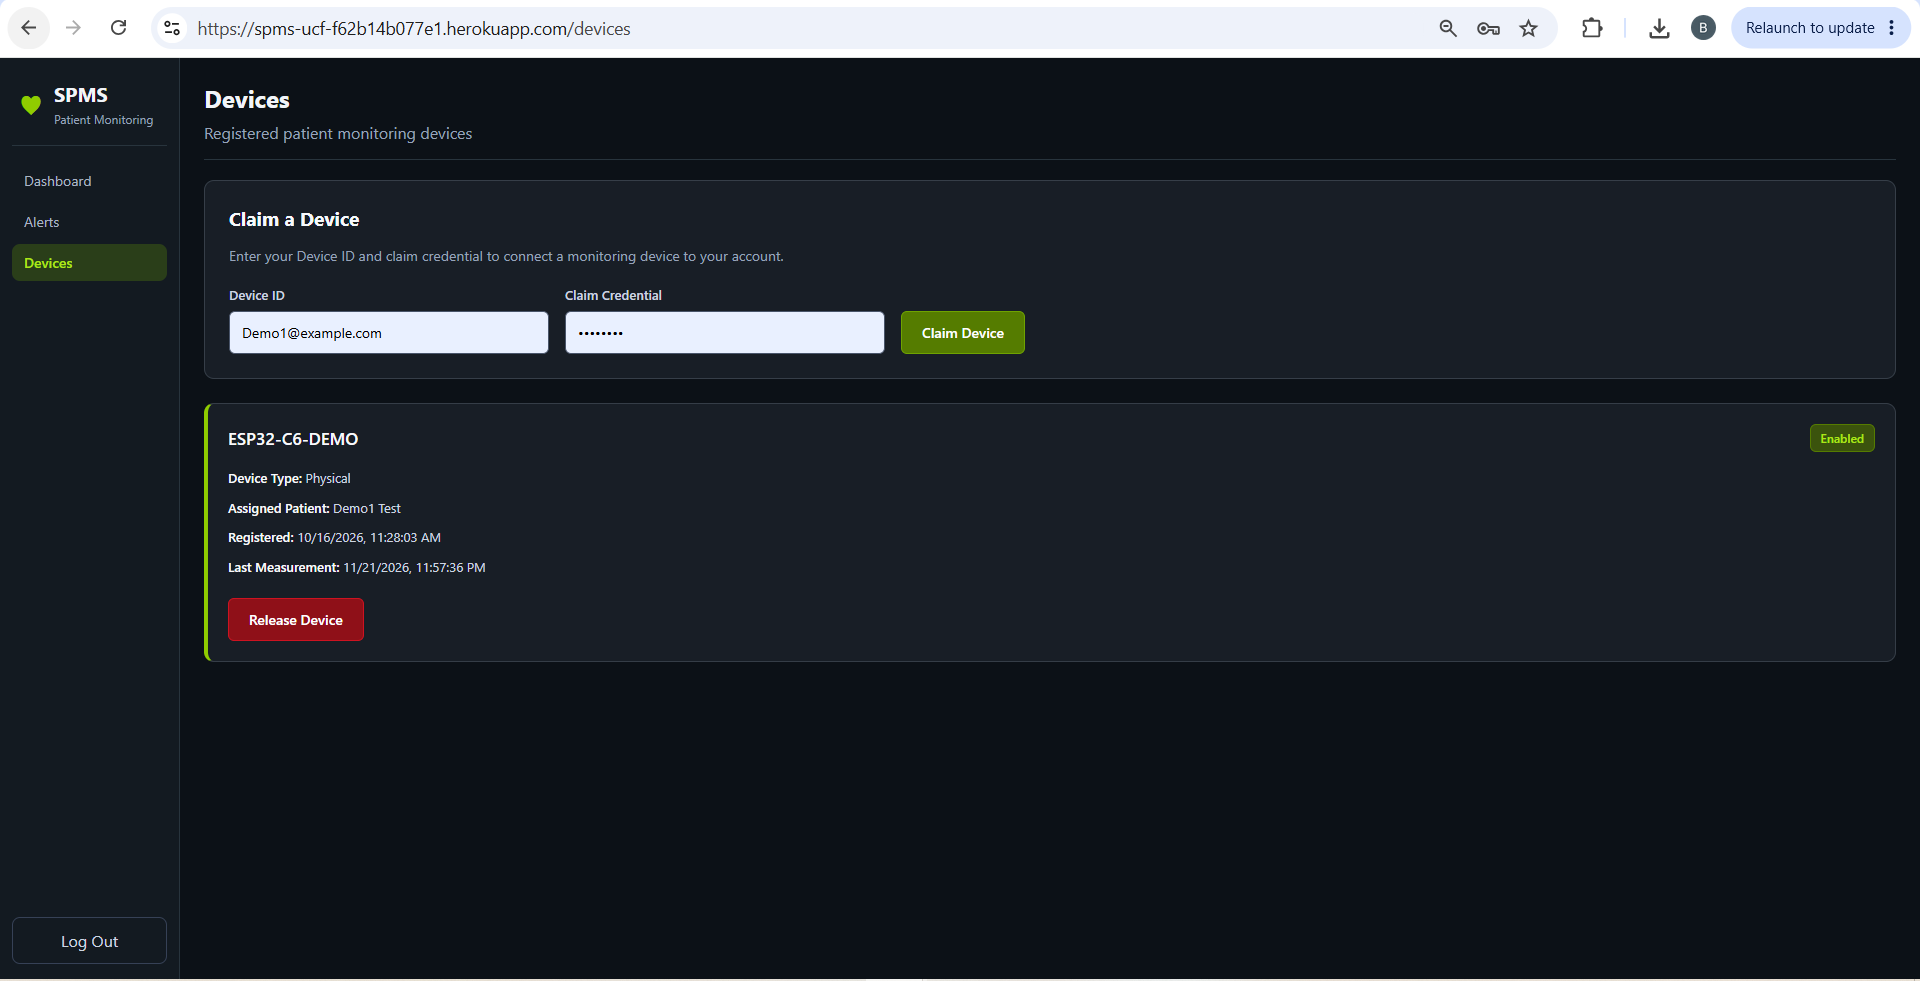 https://spms-ucf-f62b14b077e1.herokuapp.com/devices
B
Relaunch to update
SPMS
Patient Monitoring
Dashboard
Alerts
Devices
Log Out
Devices
Registered patient monitoring devices
Claim a Device
Enter your Device ID and claim credential to connect a monitoring device to your account.
Device ID
Claim Credential
Demo1@example.com
••••••••
Claim Device
ESP32-C6-DEMO
Enabled
Device Type: Physical
Assigned Patient: Demo1 Test
Registered: 10/16/2026, 11:28:03 AM
Last Measurement: 11/21/2026, 11:57:36 PM
Release Device